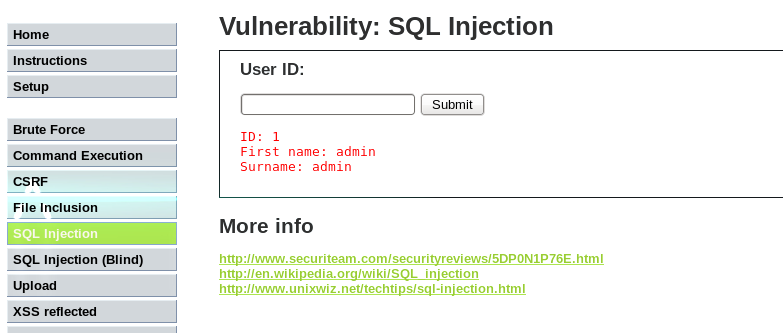 Home
Instructions
Setup
Brute Force
Command Execution
CSRF
File Inclusion
SQL Injection
SQL Injection (Blind)
Upload
XSS reflected
Vulnerability: SQL Injection
User ID:
Submit
ID: 1
First name: admin
Surname: admin
More info
http://www.securiteam.com/securityreviews/5DP0N1P76E.html
http://en.wikipedia.org/wiki/SQL_injection
http://www.unixwiz.net/techtips/sql-injection.html